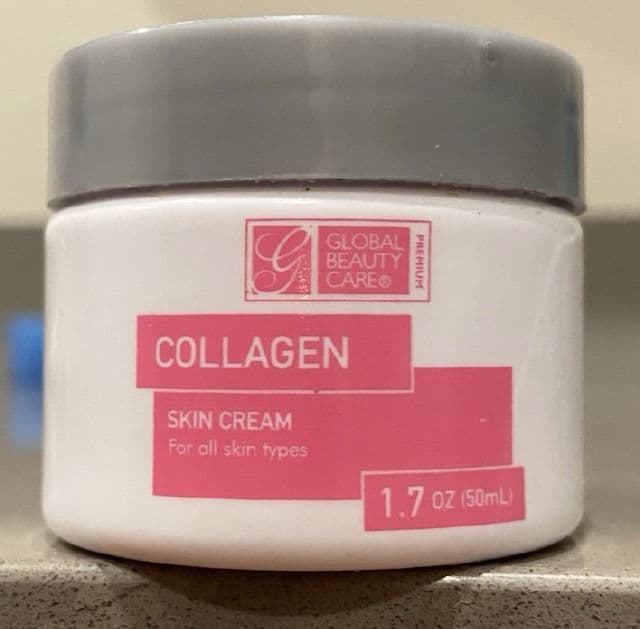 G
GLOBAL
BEAUTY
CARE®
PREMIUM
COLLAGEN
SKIN CREAM
For all skin types
1.7 OZ (50mL)